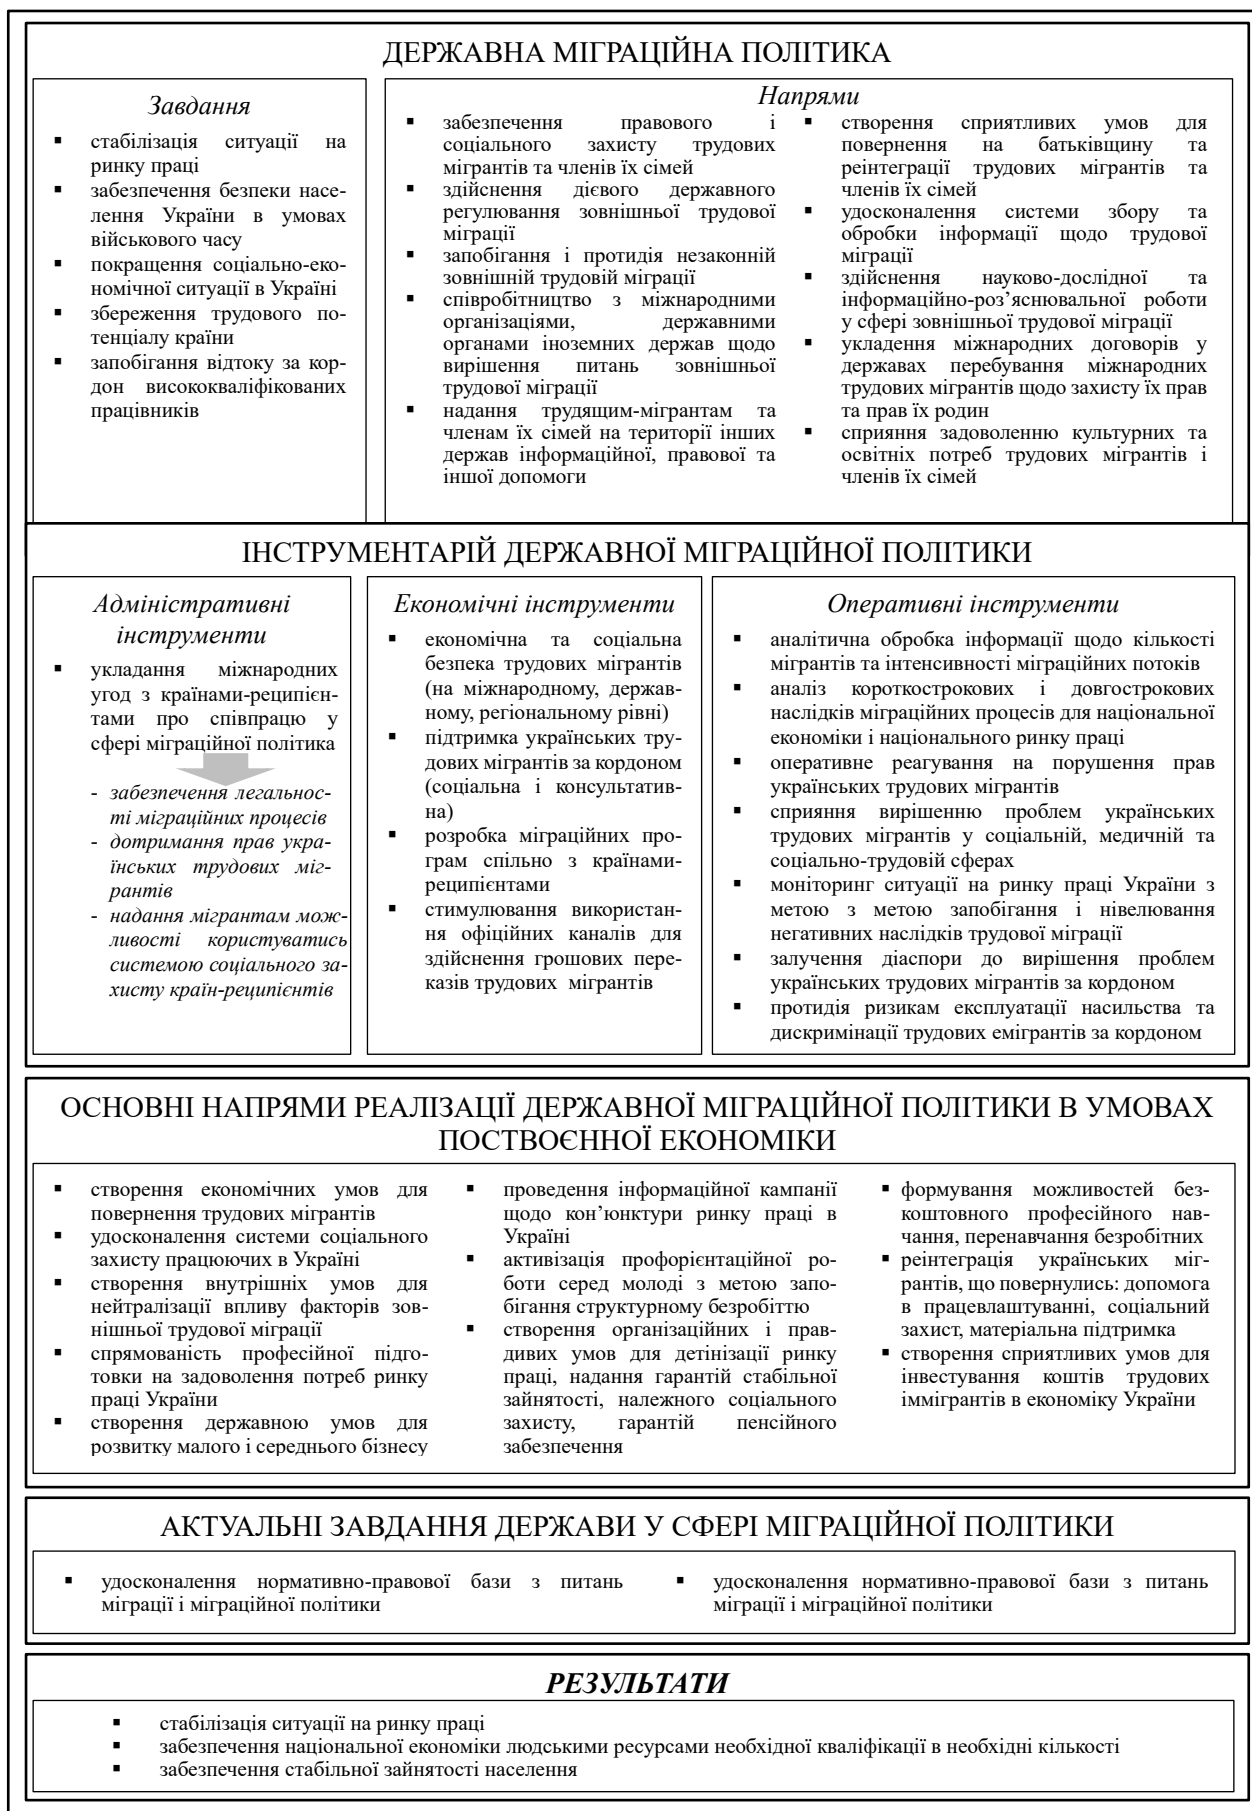 ДЕРЖАВНА МІГРАЦІЙНА ПОЛІТИКА
Завдання
▪ стабілізація ситуації на
ринку праці
▪ забезпечення безпеки насе-
лення України в умовах
військового часу
▪ покращення соціально-еко-
номічної ситуації в Україні
▪ збереження трудового по-
тенціалу країни
▪ запобігання відтоку за кор-
дон висококваліфікованих
працівників
Напрями
▪ забезпечення правового і
соціального захисту трудових
мігрантів та членів їх сімей
▪ здійснення дієвого державного
регулювання зовнішньої трудової
міграції
▪ запобігання і протидія незаконній
зовнішній трудовій міграції
▪ співробітництво з міжнародними
організаціями, державними
органами іноземних держав щодо
вирішення питань зовнішньої
трудової міграції
▪ надання трудящим-мігрантам та
членам їх сімей на території інших
держав інформаційної, правової та
іншої допомоги
▪ створення сприятливих умов для
повернення на батьківщину та
реінтеграції трудових мігрантів та
членів їх сімей
▪ удосконалення системи збору та
обробки інформації щодо трудової
міграції
▪ здійснення науково-дослідної та
інформаційно-роз’яснювальної роботи
у сфері зовнішньої трудової міграції
▪ укладення міжнародних договорів у
державах перебування міжнародних
трудових мігрантів щодо захисту їх прав
та прав їх родин
▪ сприяння задоволенню культурних та
освітніх потреб трудових мігрантів і
членів їх сімей
ІНСТРУМЕНТАРІЙ ДЕРЖАВНОЇ МІГРАЦІЙНОЇ ПОЛІТИКИ
Адміністративні
інструменти
▪ укладання міжнародних
угод з країнами-реципієн-
тами про співпрацю у
сфері міграційної політика
- забезпечення легальнос-
ті міграційних процесів
- дотримання прав укра-
їнських трудових міг-
рантів
- надання мігрантам мож-
ливості користуватись
системою соціального за-
хисту країн-реципієнтів
Економічні інструменти
▪ економічна та соціальна
безпека трудових мігрантів
(на міжнародному, держав-
ному, регіональному рівні)
▪ підтримка українських тру-
дових мігрантів за кордоном
(соціальна і консультатив-
на)
▪ розробка міграційних про-
грам спільно з країнами-
реципієнтами
▪ стимулювання використан-
ня офіційних каналів для
здійснення грошових пере-
казів трудових мігрантів
Оперативні інструменти
▪ аналітична обробка інформації щодо кількості
мігрантів та інтенсивності міграційних потоків
▪ аналіз короткострокових і довгострокових
наслідків міграційних процесів для національної
економіки і національного ринку праці
▪ оперативне реагування на порушення прав
українських трудових мігрантів
▪ сприяння вирішенню проблем українських
трудових мігрантів у соціальній, медичній та
соціально-трудовій сферах
▪ моніторинг ситуації на ринку праці України з
метою з метою запобігання і нівелювання
негативних наслідків трудової міграції
▪ залучення діаспори до вирішення проблем
українських трудових мігрантів за кордоном
▪ протидія ризикам експлуатації насильства та
дискримінації трудових емігрантів за кордоном
ОСНОВНІ НАПРЯМИ РЕАЛІЗАЦІЇ ДЕРЖАВНОЇ МІГРАЦІЙНОЇ ПОЛІТИКИ В УМОВАХ
ПОСТВОЄННОЇ ЕКОНОМІКИ
▪ створення економічних умов для
повернення трудових мігрантів
▪ удосконалення системи соціального
захисту працюючих в Україні
▪ створення внутрішніх умов для
нейтралізації впливу факторів зов-
нішньої трудової міграції
▪ спрямованість професійної підго-
товки на задоволення потреб ринку
праці України
▪ створення державною умов для
розвитку малого і середнього бізнесу
▪ проведення інформаційної кампанії
щодо кон’юнктури ринку праці в
Україні
▪ активізація профорієнтаційної ро-
боти серед молоді з метою запо-
бігання структурному безробіттю
▪ створення організаційних і прав-
дивих умов для детінізації ринку
праці, надання гарантій стабільної
зайнятості, належного соціального
захисту, гарантій пенсійного
забезпечення
▪ формування можливостей без-
коштовного професійного нав-
чання, перенавчання безробітних
▪ реінтеграція українських міг-
рантів, що повернулись: допомога
в працевлаштуванні, соціальний
захист, матеріальна підтримка
▪ створення сприятливих умов для
інвестування коштів трудових
іммігрантів в економіку України
АКТУАЛЬНІ ЗАВДАННЯ ДЕРЖАВИ У СФЕРІ МІГРАЦІЙНОЇ ПОЛІТИКИ
▪ удосконалення нормативно-правової бази з питань
міграції і міграційної політики
▪ удосконалення нормативно-правової бази з питань
міграції і міграційної політики
РЕЗУЛЬТАТИ
▪ стабілізація ситуації на ринку праці
▪ забезпечення національної економіки людськими ресурсами необхідної кваліфікації в необхідні кількості
▪ забезпечення стабільної зайнятості населення